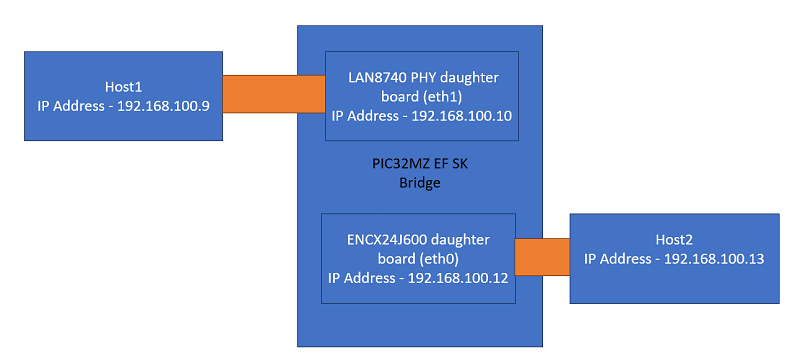 Host1
IP Address - 192.168.100.9
LAN8740 PHY daughter
board (eth1)
IP Address - 192.168.100.10
PIC32MZ EF SK
Bridge
ENCX24J600 daughter
board (eth0)
IP Address - 192.168.100.12
Host2
IP Address - 192.168.100.13